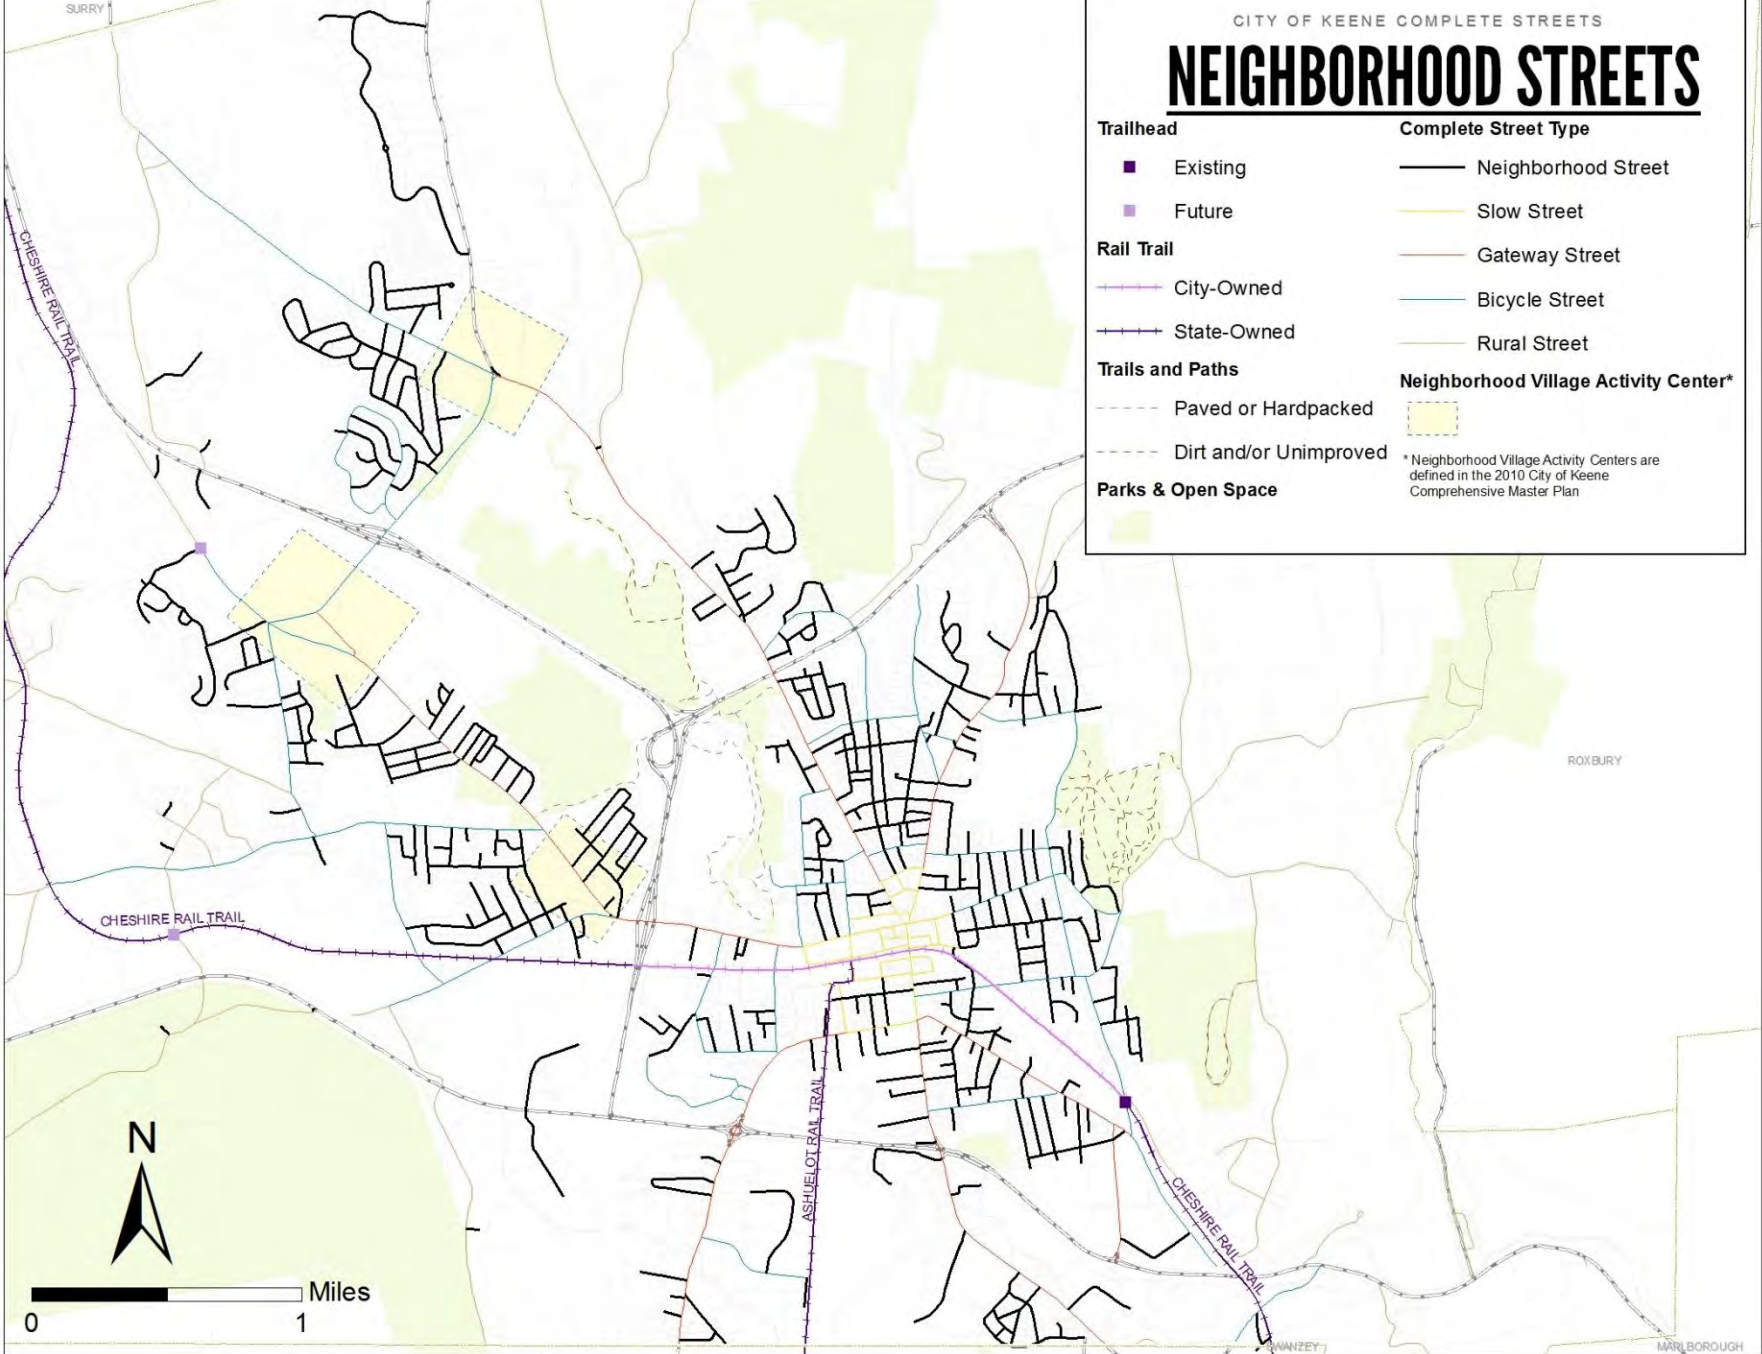 SURRY
CITY OF KEENE COMPLETE STREETS
NEIGHBORHOOD STREETS
Trailhead
Existing
Future
Rail Trail
City-Owned
State-Owned
Trails and Paths
Paved or Hardpacked
Dirt and/or Unimproved
Parks & Open Space
Complete Street Type
Neighborhood Street
Slow Street
Gateway Street
Bicycle Street
Rural Street
Neighborhood Village Activity Center*
* Neighborhood Village Activity Centers are
defined in the 2010 City of Keene
Comprehensive Master Plan
CHESHIRE RAIL TRAIL
ROXBURY
CHESHIRE RAIL TRAIL
ASHUELOT RAIL TRAIL
CHESHIRE RAIL TRAIL
N
Miles
0 1
SWANZEY
MARLBOROUGH